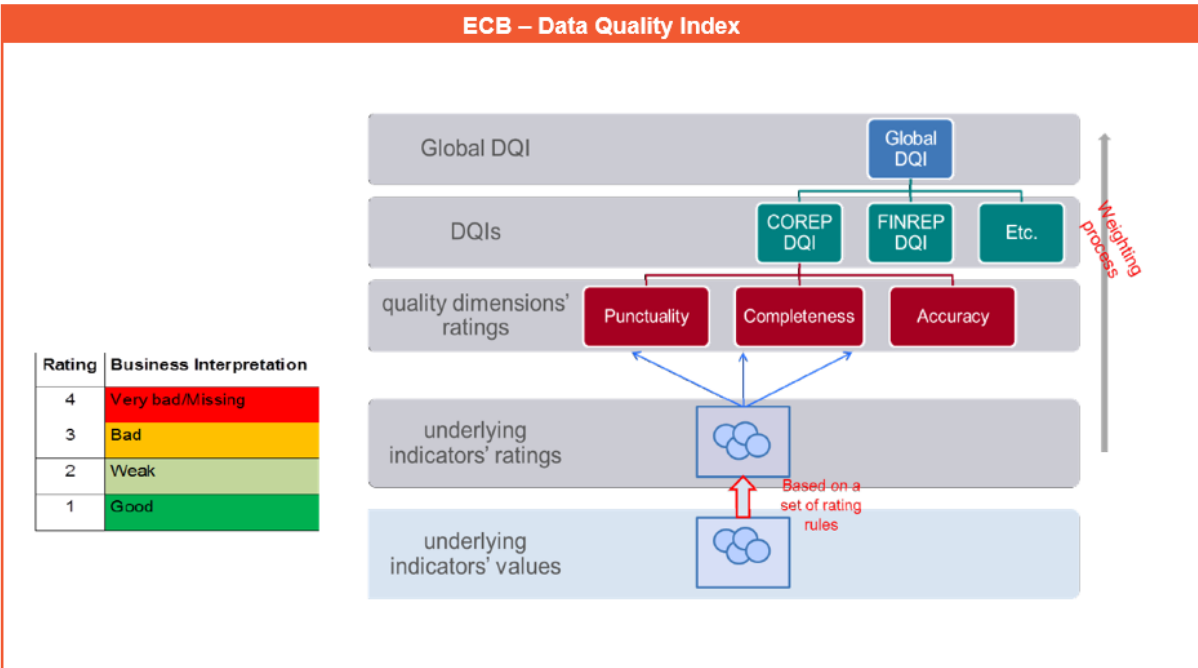 ECB – Data Quality Index
Global DQI
Global
DQI
DQIs
COREP
DQI
FINREP
DQI
Etc.
Weighting
process
quality dimensions'
ratings
Punctuality
Completeness
Accuracy
Rating Business Interpretation
4 Very bad/Missing
3 Bad
2 Weak
1 Good
underlying
indicators' ratings
Based on a
set of rating
rules
underlying
indicators' values